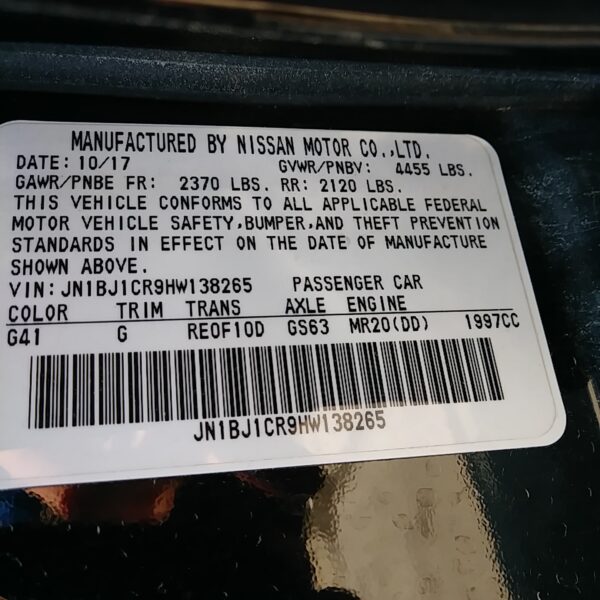 MANUFACTURED BY NISSAN MOTOR CO.,LTD.
DATE: 10/17 GVWR/PNBV: 4455 LBS.
GAWR/PNBE FR: 2370 LBS. RR: 2120 LBS.
THIS VEHICLE CONFORMS TO ALL APPLICABLE FEDERAL
MOTOR VEHICLE SAFETY,BUMPER,AND THEFT PREVENTION
STANDARDS IN EFFECT ON THE DATE OF MANUFACTURE
SHOWN ABOVE.
VIN: JN1BJ1CR9HW138265 PASSENGER CAR
COLOR TRIM TRANS AXLE ENGINE
G41 G RE0F10D GS63 MR20(DD) 1997CC
JN1BJ1CR9HW138265